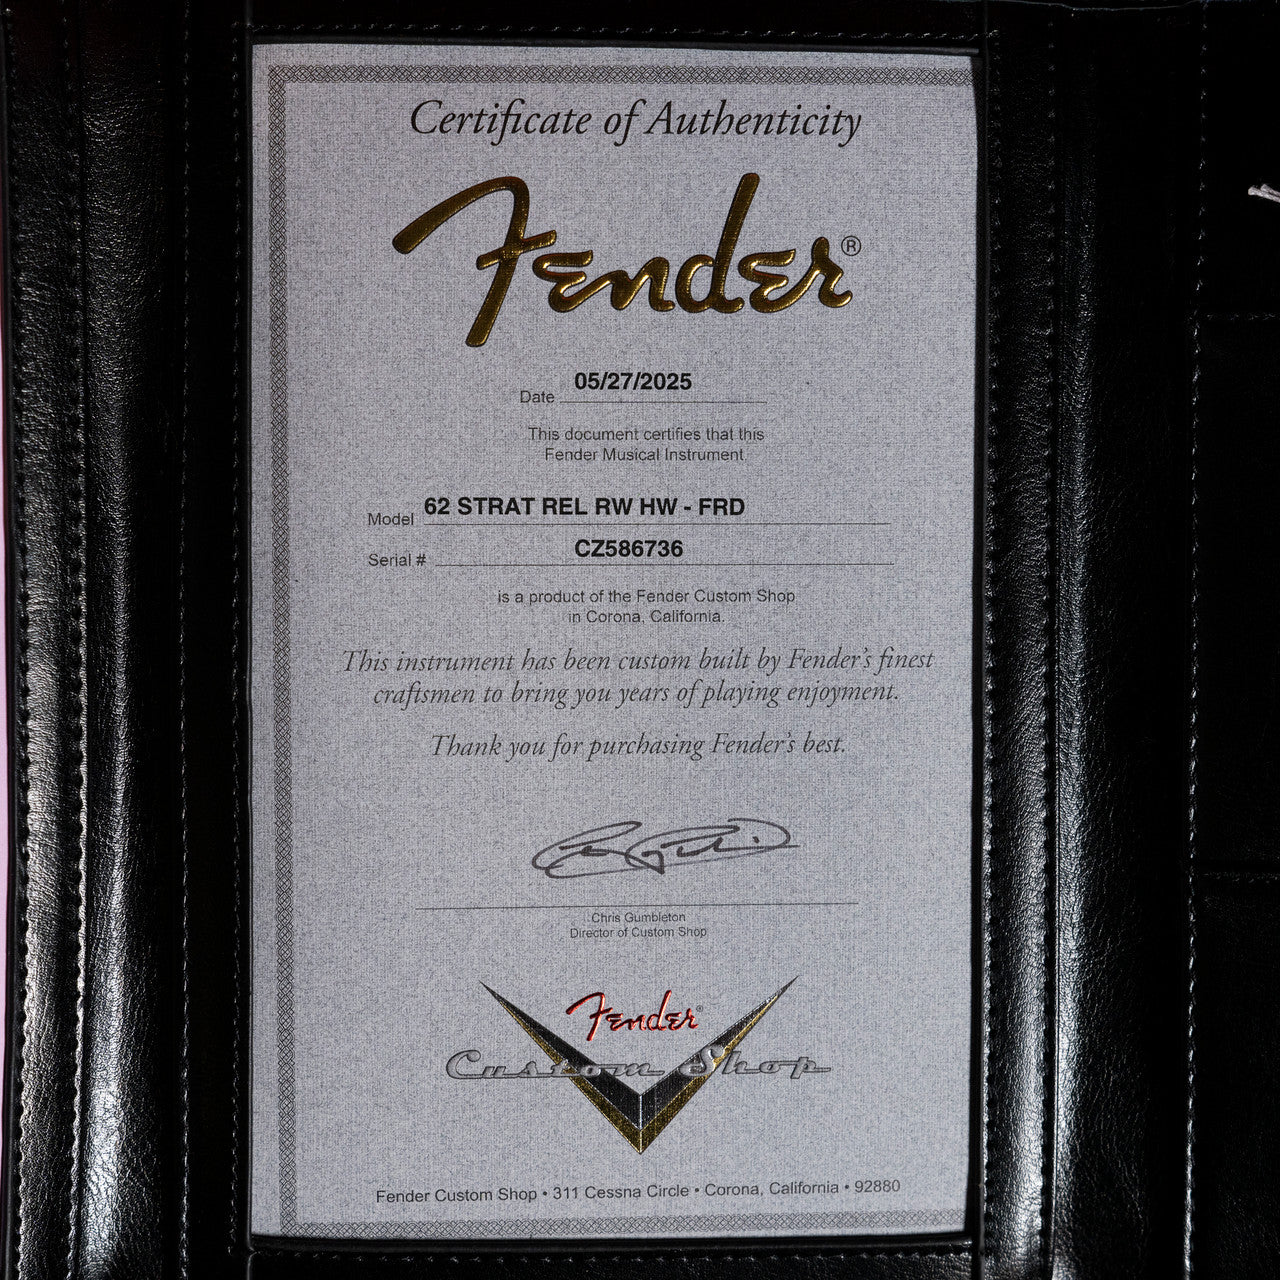 Certificate of Authenticity
Fender®
Date 05/27/2025
This document certifies that this
Fender Musical Instrument
Model 62 STRAT REL RW HW - FRD
Serial # CZ586736
is a product of the Fender Custom Shop
in Corona, California.
This instrument has been custom built by Fender's finest
craftsmen to bring you years of playing enjoyment.
Thank you for purchasing Fender's best.
Chris Gumbleton
Director of Custom Shop
Fender®
Custom Shop
Fender Custom Shop • 311 Cessna Circle • Corona, California • 92880